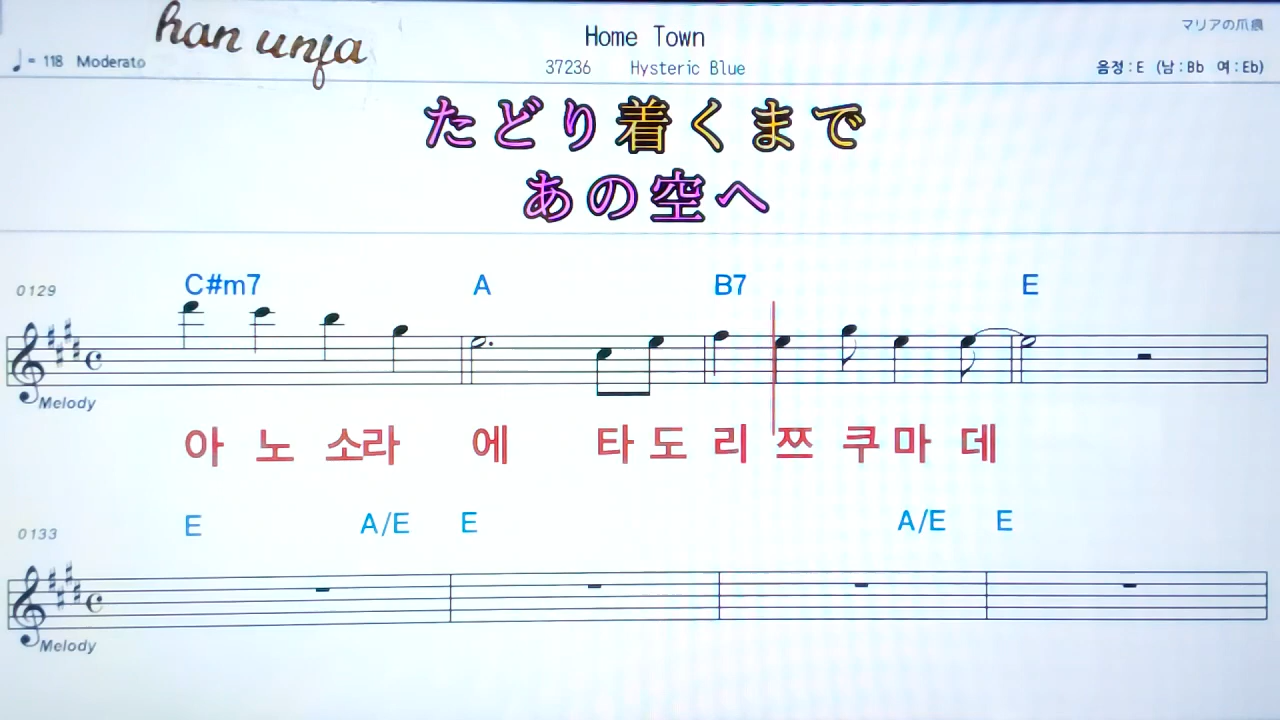 han unja
Home Town
マリアの爪痕
♩= 118 Moderato
37236 Hysteric Blue
음정:E (남:Bb 여:Eb)
たどり着くまで
あの空へ
0129
C#m7 A B7 E
Melody
아 노 소라 에 타 도 리 쯔 쿠 마 데
0133
E A/E E A/E E
Melody